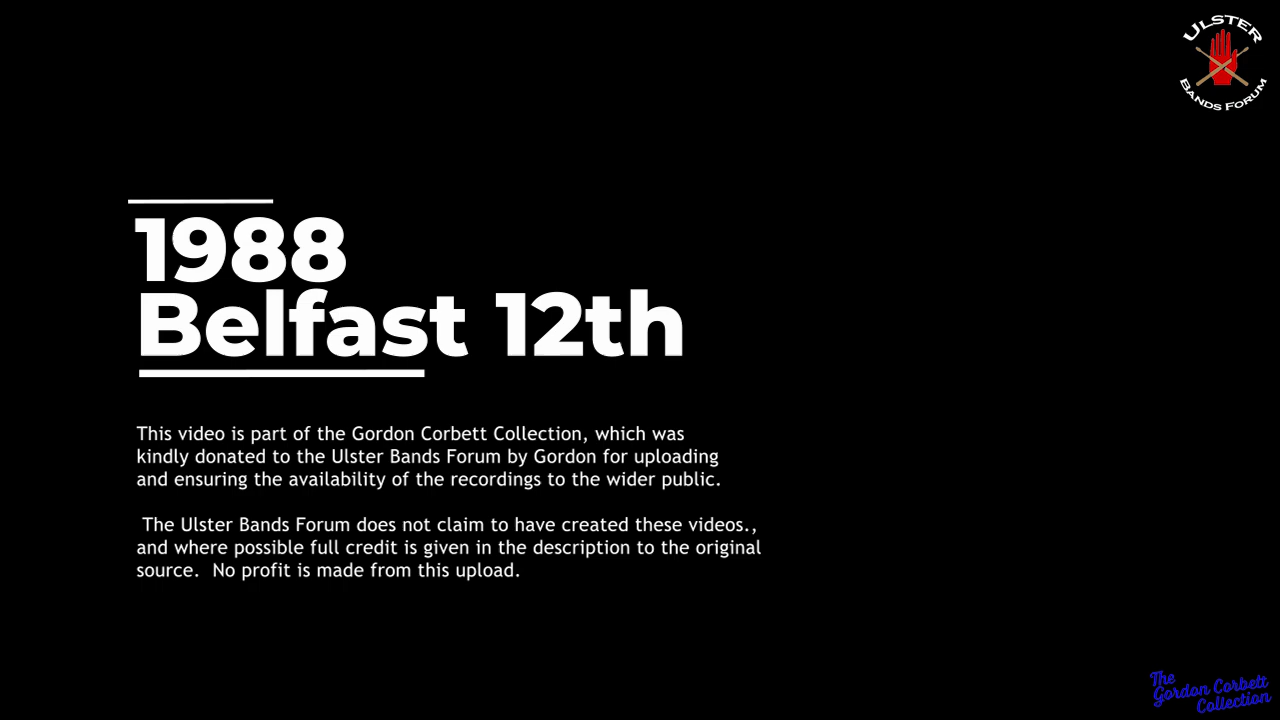 ULSTER
BANDS FORUM
1988
Belfast 12th
This video is part of the Gordon Corbett Collection, which was
kindly donated to the Ulster Bands Forum by Gordon for uploading
and ensuring the availability of the recordings to the wider public.
The Ulster Bands Forum does not claim to have created these videos.,
and where possible full credit is given in the description to the original
source.  No profit is made from this upload.
The
Gordon Corbett
Collection